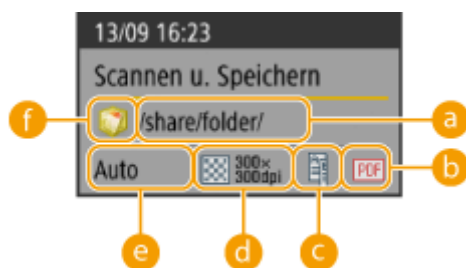 13/09 16:23
Scannen u. Speichern
f /share/folder/ a
Auto 300× 300dpi PDF b
e d c